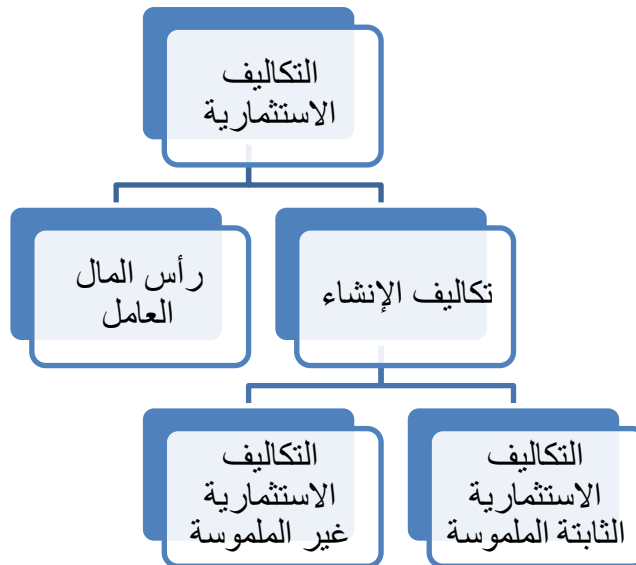 التكاليف
الاستثمارية
تكاليف الإنشاء
رأس المال
العامل
التكاليف
الاستثمارية
الثابتة الملموسة
التكاليف
الاستثمارية
غير الملموسة